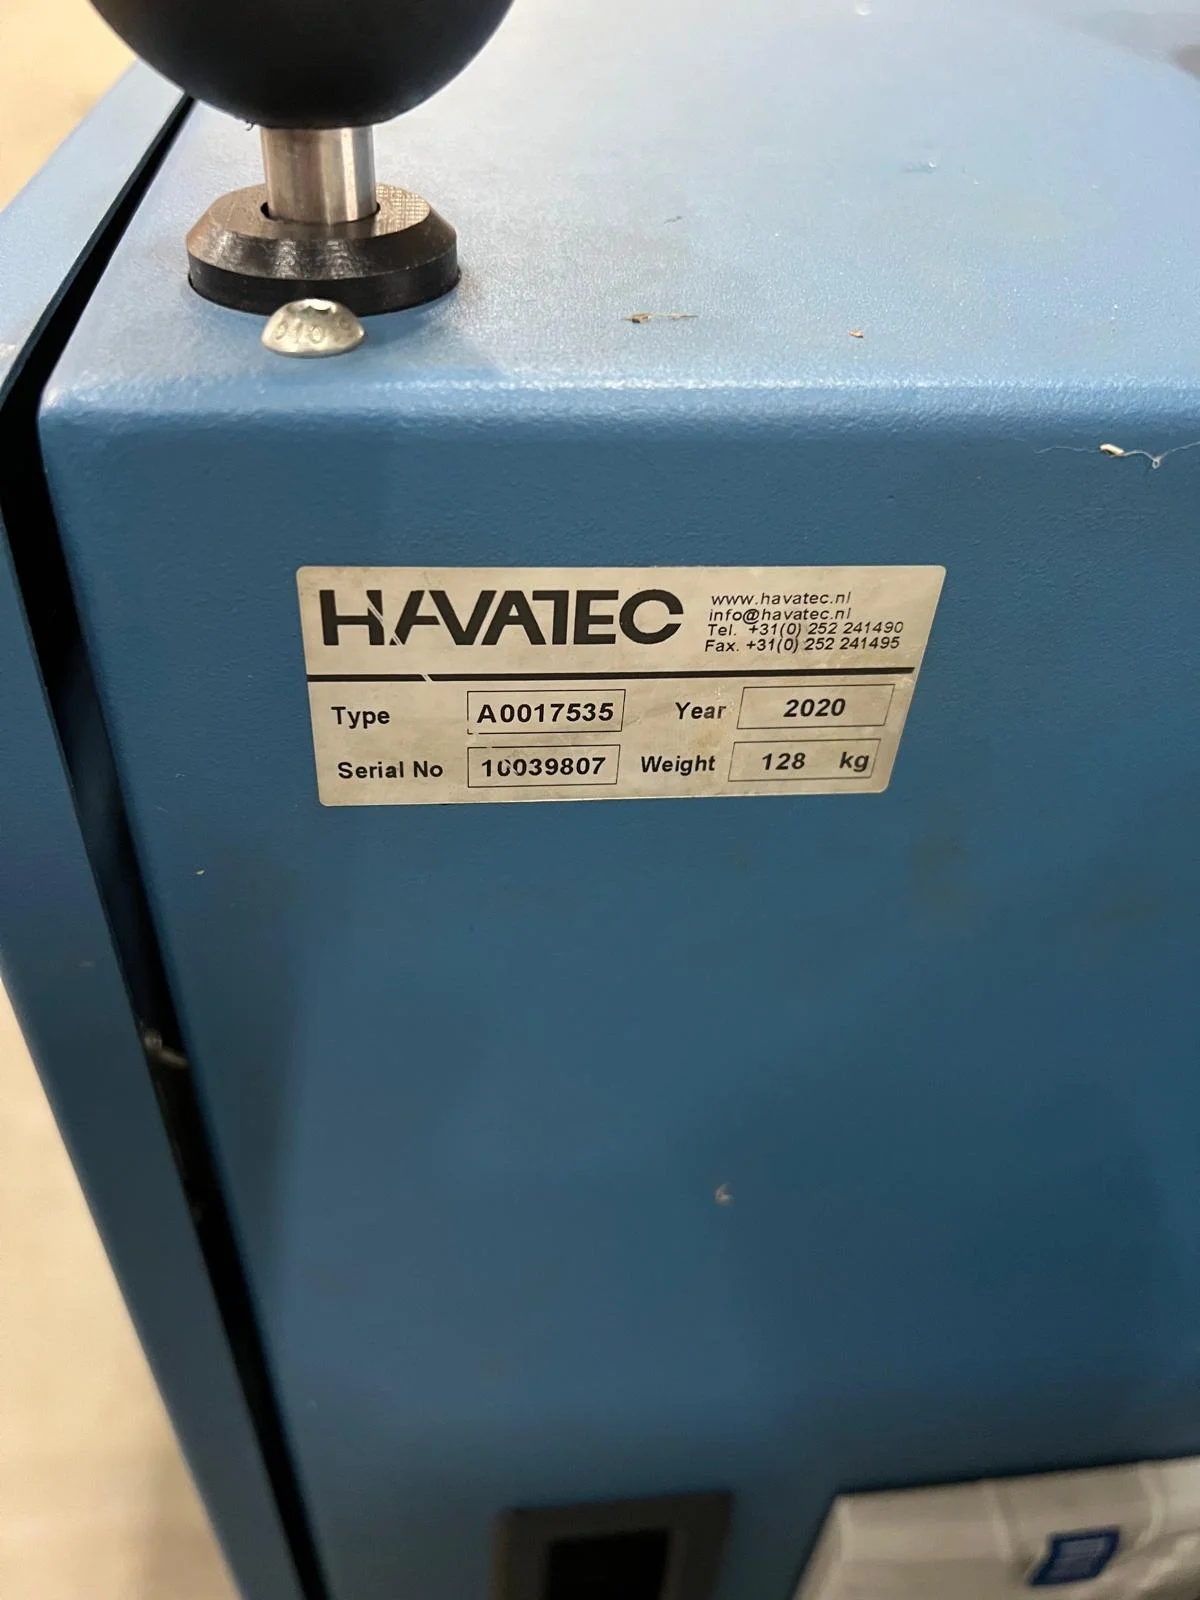 HAVATEC
www.havatec.nl
info@havatec.nl
Tel. +31(0) 252 241490
Fax. +31(0) 252 241495
Type A0017535 Year 2020
Serial No 10039807 Weight 128 kg